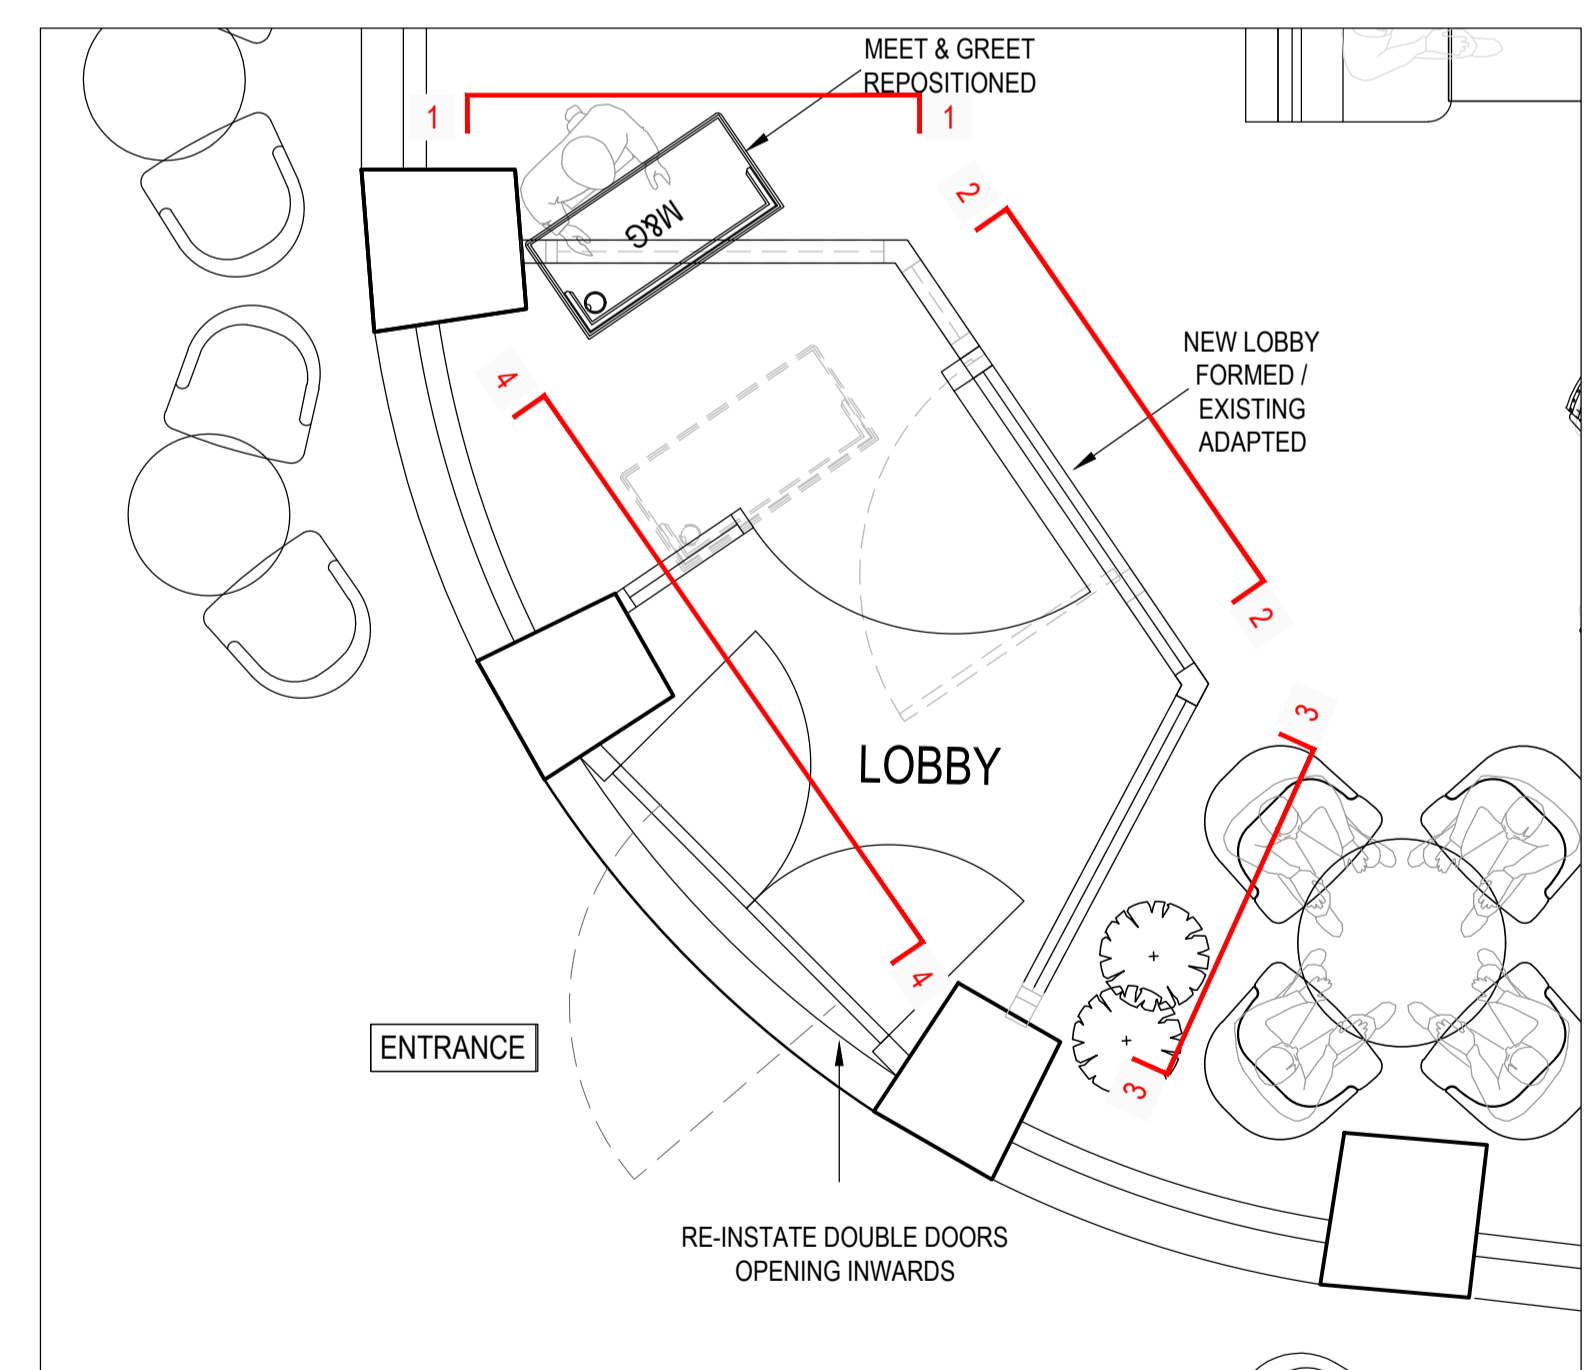 MEET & GREET
REPOSITIONED
1
1
2
M&G
NEW LOBBY
FORMED /
EXISTING
ADAPTED
4
2
3
LOBBY
4
ENTRANCE
3
RE-INSTATE DOUBLE DOORS
OPENING INWARDS